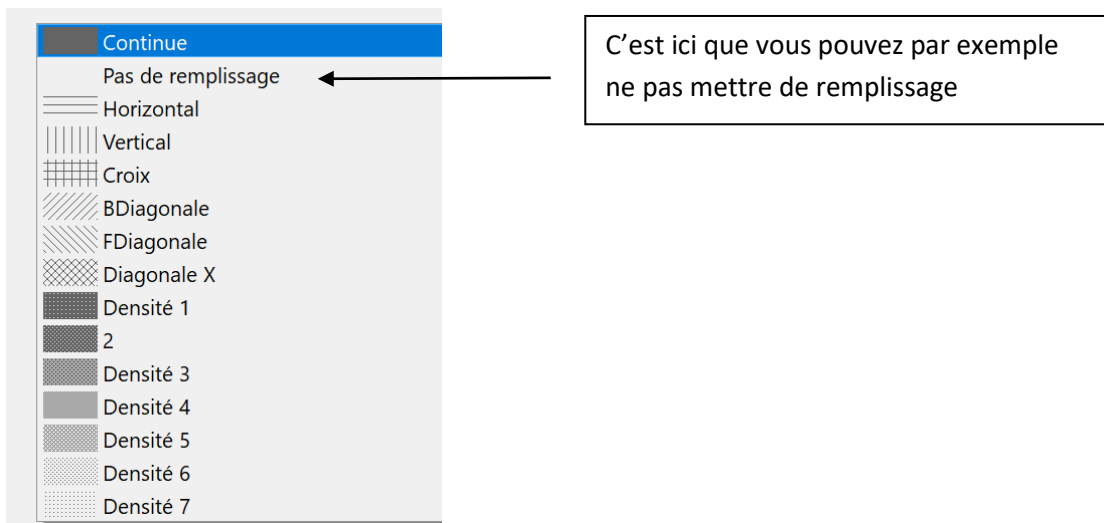 Continue
Pas de remplissage
Horizontal
Vertical
Croix
BDiagonale
FDiagonale
Diagonale X
Densité 1
2
Densité 3
Densité 4
Densité 5
Densité 6
Densité 7
C’est ici que vous pouvez par exemple
ne pas mettre de remplissage